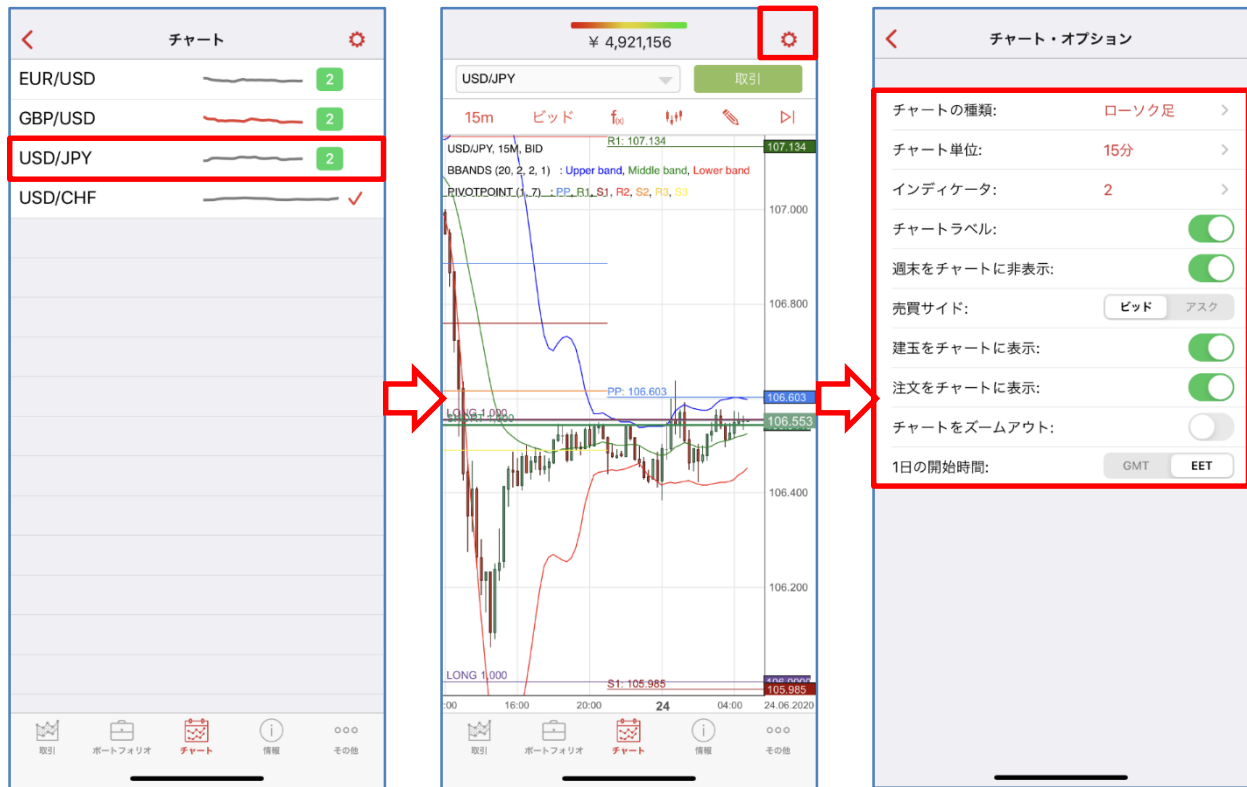 チャート
EUR/USD
2
GBP/USD
2
USD/JPY
2
USD/CHF
取引
ポートフォリオ
チャート
情報
その他
¥ 4,921,156
USD/JPY
取引
15m
ビッド
f(x)
USD/JPY, 15M, BID
R1: 107.134
107.134
BBANDS (20, 2, 2, 1) : Upper band, Middle band, Lower band
PIVOTPOINT (1, 7) : PP, R1, S1, R2, S2, R3, S3
107.000
106.800
PP: 106.603
106.603
LONG 1,000
SHORT 1,000
106.553
106.400
106.200
LONG 1,000
S1: 105.985
105.985
:00
16:00
20:00
24
04:00
24.06.2020
取引
ポートフォリオ
チャート
情報
その他
チャート・オプション
チャートの種類:
ローソク足
チャート単位:
15分
インディケータ:
2
チャートラベル:
週末をチャートに非表示:
売買サイド:
ビッド
アスク
建玉をチャートに表示:
注文をチャートに表示:
チャートをズームアウト:
1日の開始時間:
GMT
EET